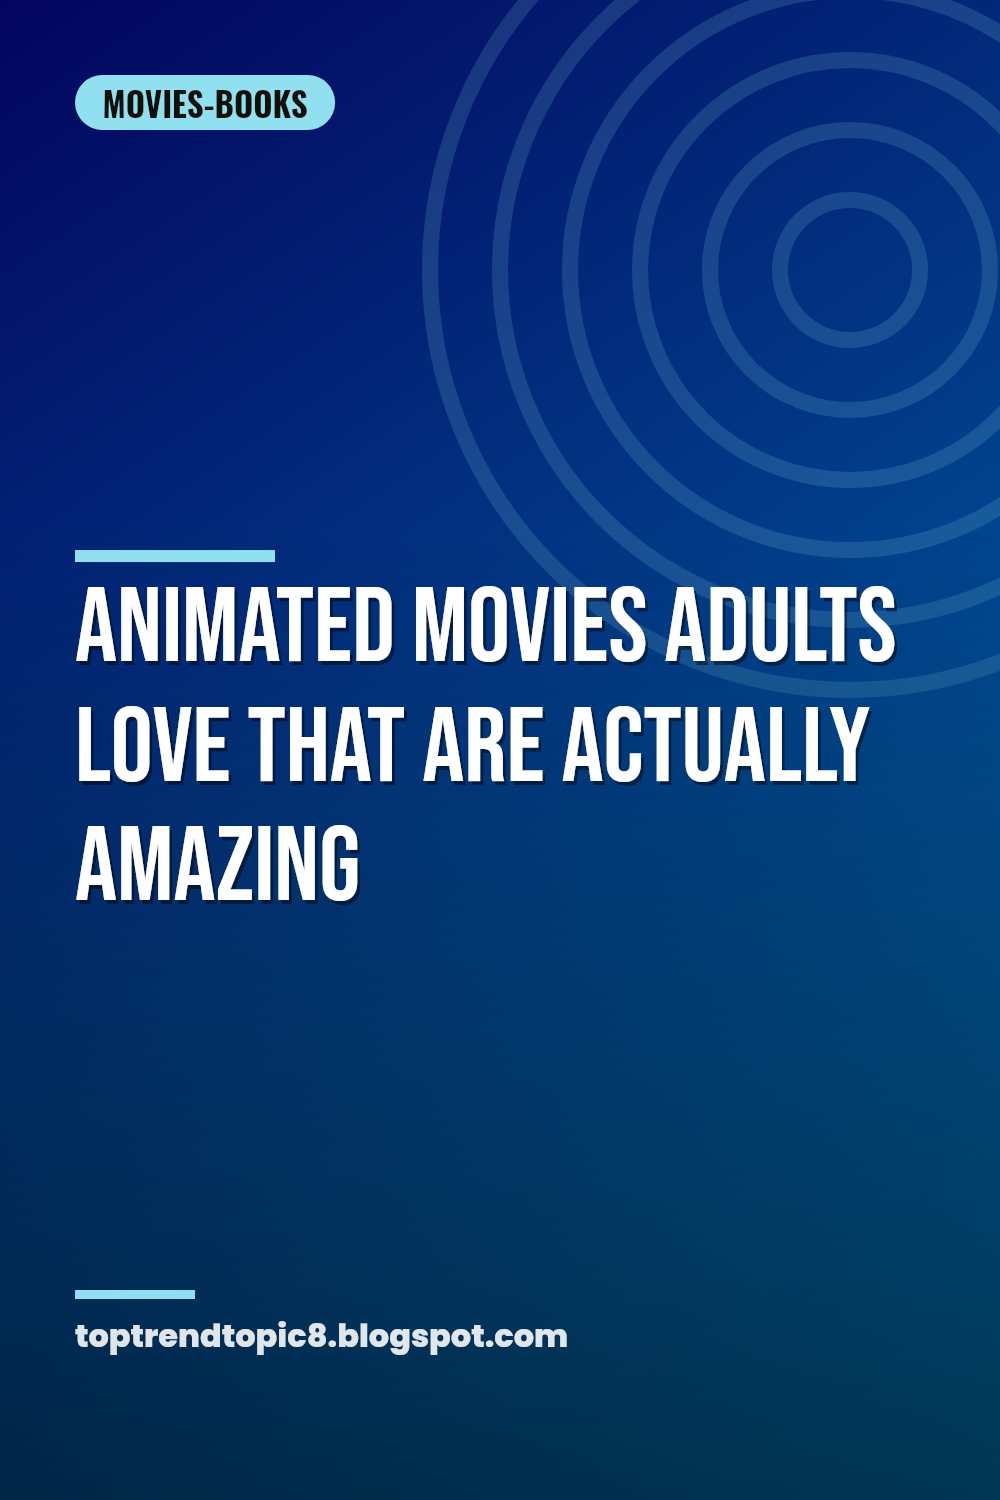 MOVIES-BOOKS
ANIMATED MOVIES ADULTS
LOVE THAT ARE ACTUALLY
AMAZING
toptrendtopic8.blogspot.com